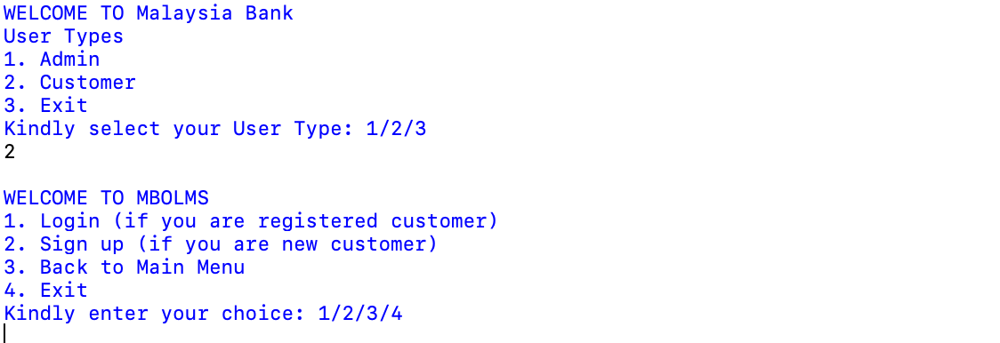 WELCOME TO Malaysia Bank
User Types
1. Admin
2. Customer
3. Exit
Kindly select your User Type: 1/2/3
2
WELCOME TO MBOLMS
1. Login (if you are registered customer)
2. Sign up (if you are new customer)
3. Back to Main Menu
4. Exit
Kindly enter your choice: 1/2/3/4